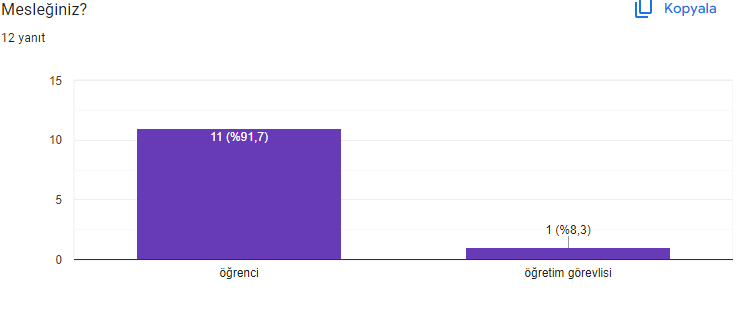 Mesleğiniz?
Kopyala
12 yanıt
15
10
5
0
11 (%91,7)
1 (%8,3)
öğrenci
öğretim görevlisi